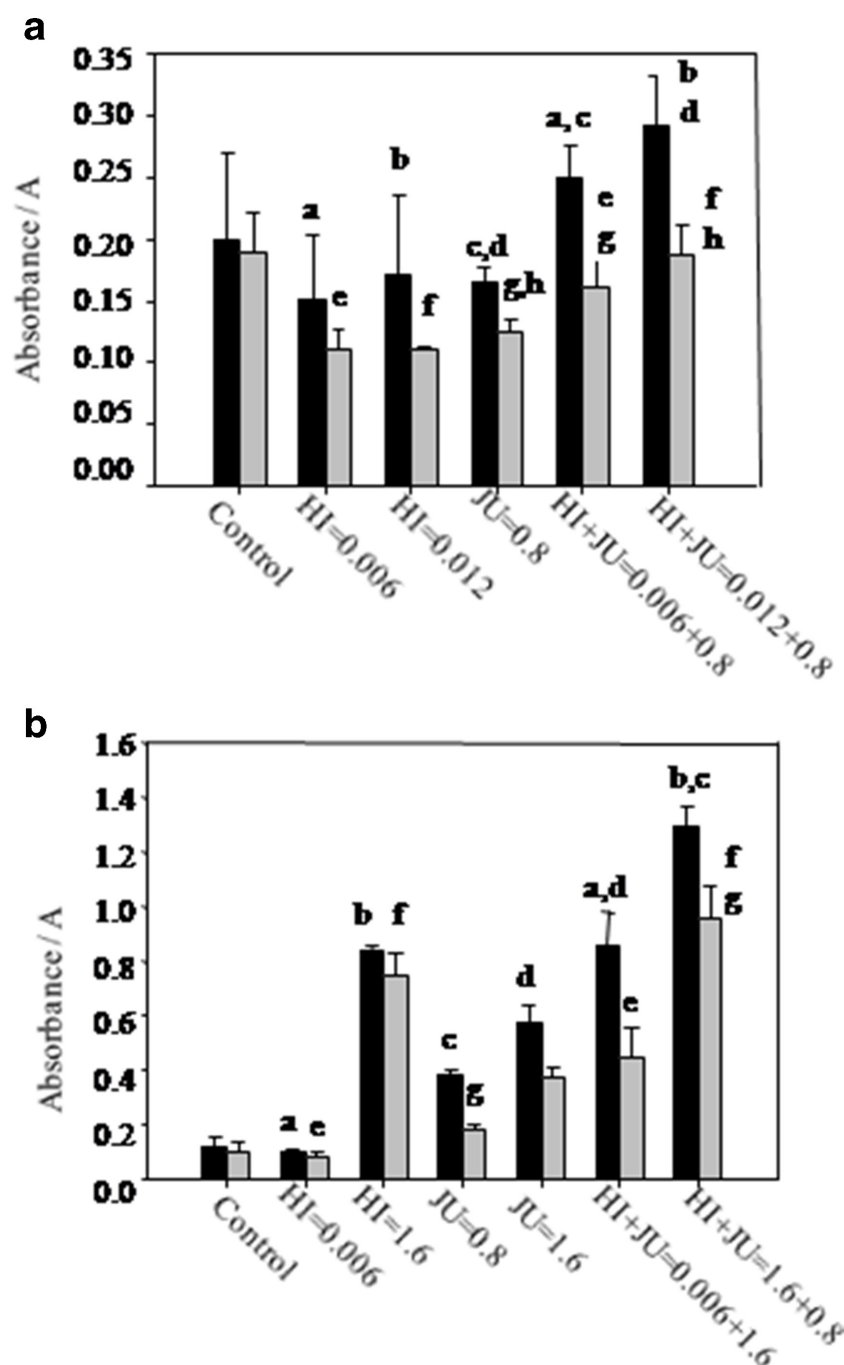 a
0.35
0.30
0.25
0.20
0.15
0.10
0.05
0.00
Absorbance / A
a
e
b
f
c,d
g,h
a,c
e
g
b
d
f
h
Control
HI=0.006
HI=0.012
JU=0.8
HI+JU=0.006+0.8
HI+JU=0.012+0.8
b
1.6
1.4
1.2
1.0
0.8
0.6
0.4
0.2
0.0
Absorbance / A
a e
b f
c
g
d
a,d
e
b,c
f
g
Control
HI=0.006
HI=1.6
JU=0.8
JU=1.6
HI+JU=0.006+1.6
HI+JU=1.6+0.8